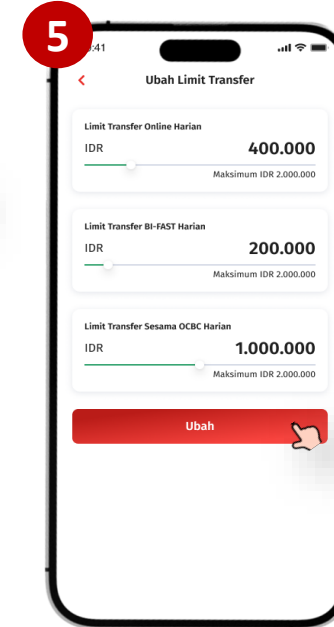 5
:41
Ubah Limit Transfer
Limit Transfer Online Harian
IDR 400.000
Maksimum IDR 2.000.000
Limit Transfer BI-FAST Harian
IDR 200.000
Maksimum IDR 2.000.000
Limit Transfer Sesama OCBC Harian
IDR 1.000.000
Maksimum IDR 2.000.000
Ubah